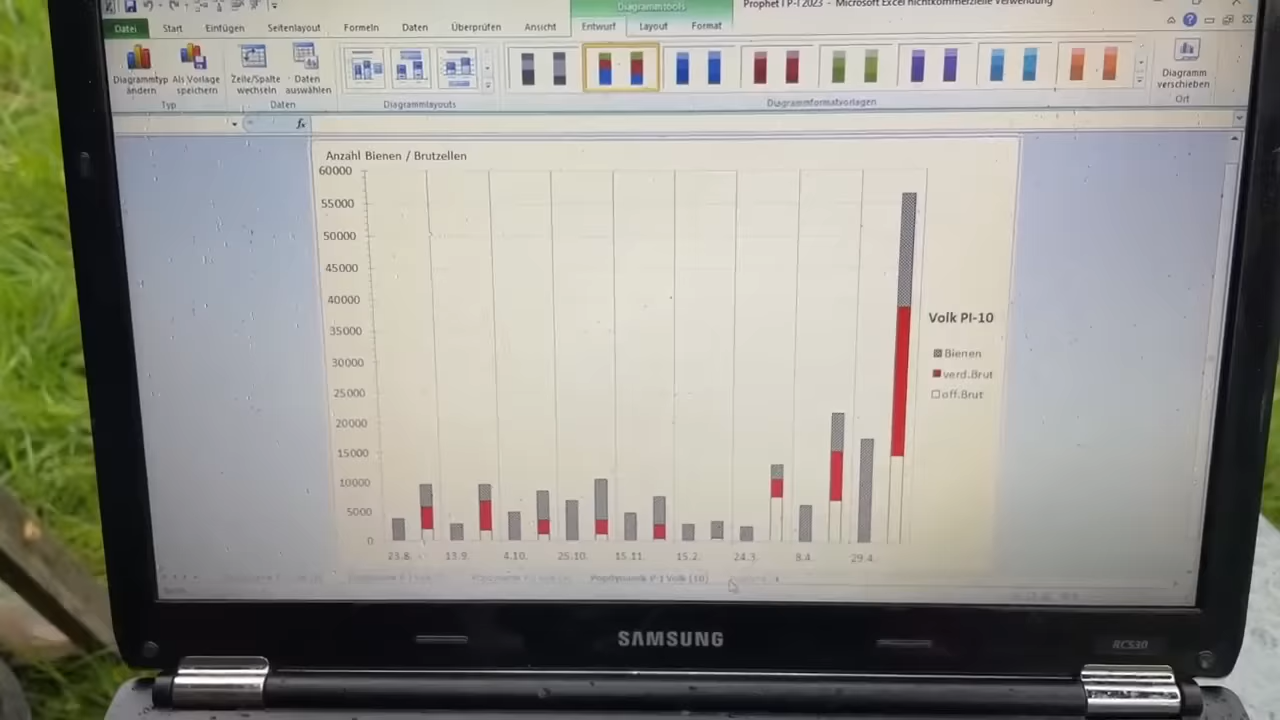 Diagrammtools
Prophet PP-I 2023 - Microsoft Excel nichtkommerzielle Verwendung
Datei Start Einfügen Seitenlayout Formeln Daten Überprüfen Ansicht Entwurf Layout Format
Diagrammtyp ändern
Als Vorlage speichern
Zeile/Spalte wechseln
Daten auswählen
Diagramm verschieben
Typ Daten Diagrammlayouts Diagrammformatvorlagen Ort
fx
Anzahl Bienen / Brutzellen
60000
55000
50000
45000
40000
35000
30000
25000
20000
15000
10000
5000
0
23.8. 13.9. 4.10. 25.10. 15.11. 15.2. 24.3. 8.4. 29.4.
Volk PI-10
Bienen
verd.Brut
off.Brut
SAMSUNG
RC530